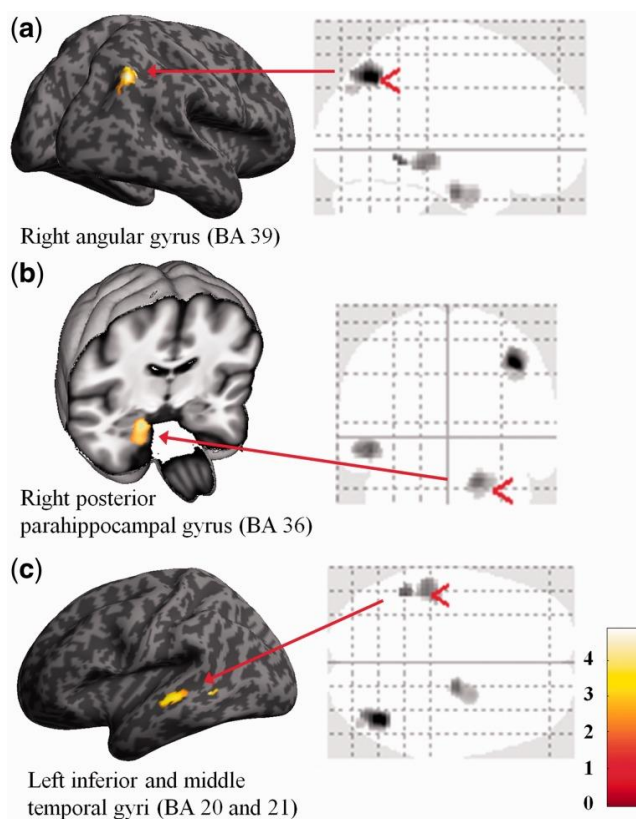 (a)
Right angular gyrus (BA 39)
(b)
Right posterior
parahippocampal gyrus (BA 36)
(c)
Left inferior and middle
temporal gyri (BA 20 and 21)
4
3
2
1
0